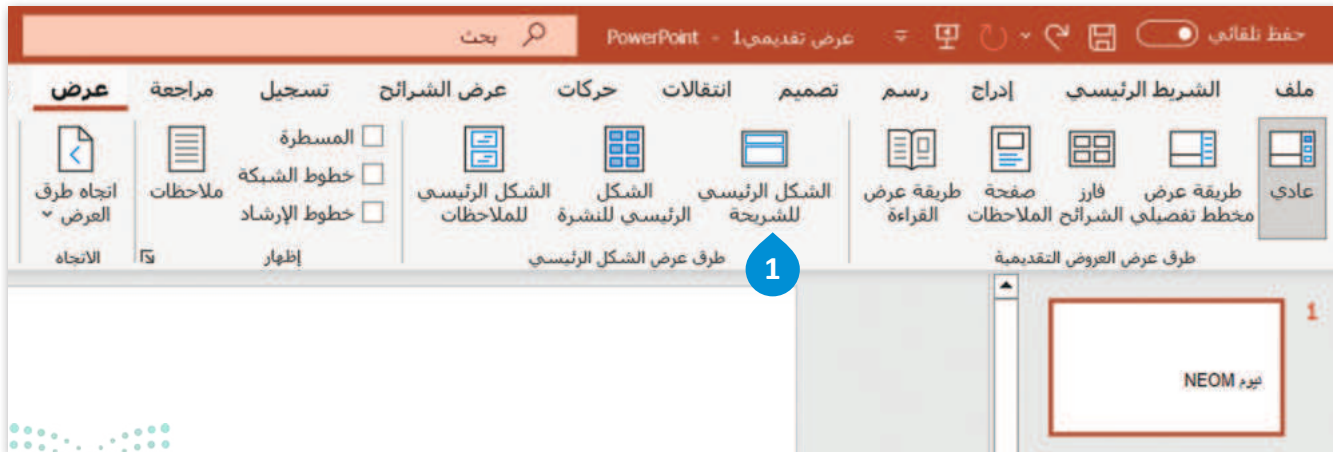 حفظ تلقائي
عرض تقديمي1 - PowerPoint
بحث
ملف الشريط الرئيسي إدراج رسم تصميم انتقالات حركات عرض الشرائح تسجيل مراجعة عرض
عادي
طريقة عرض
مخطط تفصيلي
فارز
الشرائح
صفحة
الملاحظات
طريقة عرض
القراءة
طرق عرض العروض التقديمية
الشكل الرئيسي
للشريحة
الشكل
الرئيسي للنشرة
الشكل الرئيسي
للملاحظات
طرق عرض الشكل الرئيسي
1
المسطرة
خطوط الشبكة
خطوط الإرشاد
ملاحظات
إظهار
اتجاه طرق
العرض
الاتجاه
1
نيوم NEOM